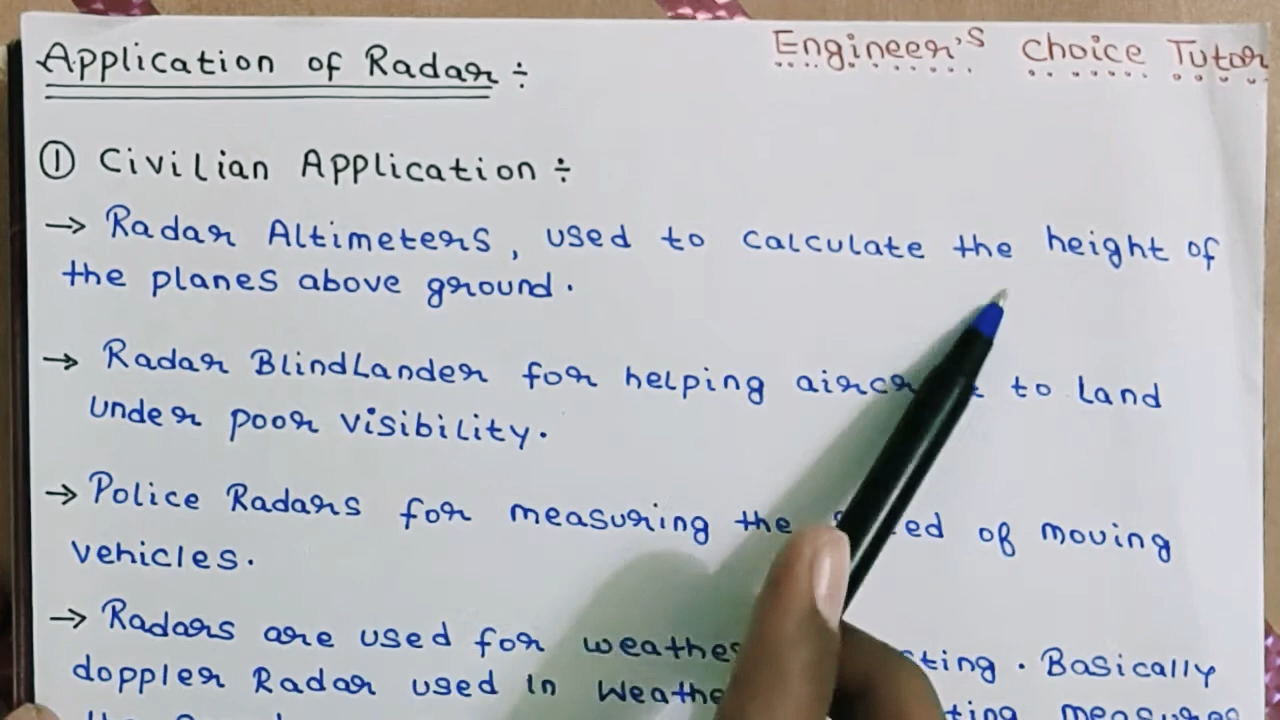 Application of Radar ÷
Engineer's choice Tutor
① Civilian Application ÷
→ Radar Altimeters, used to calculate the height of
the planes above ground.
→ Radar BlindLander for helping to Land
under poor visibility.
→ Police Radars for measuring the of moving
vehicles.
→ Radars are used for . Basically
doppler Radar used in measures
the